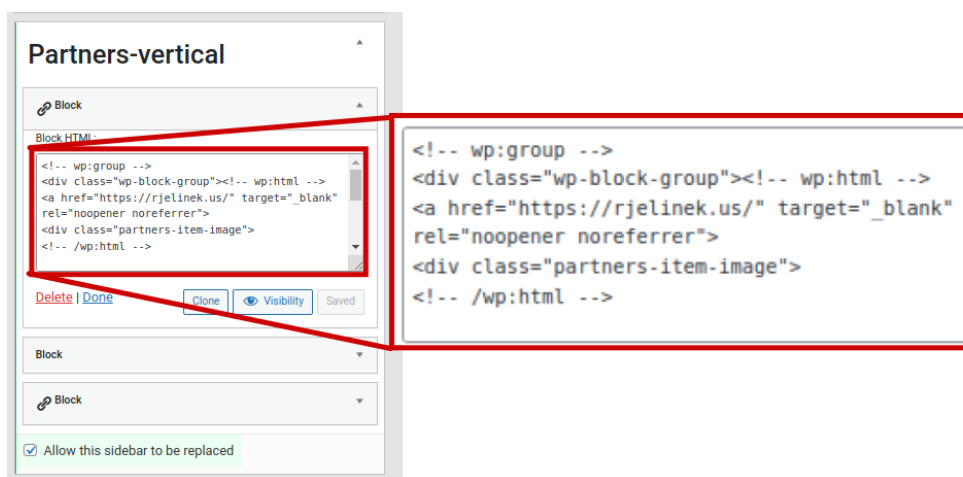 Partners-vertical
Block
Block HTML:
<!-- wp:group -->
<div class="wp-block-group"><!-- wp:html -->
<a href="https://rjelinek.us/" target="_blank"
rel="noopener noreferrer">
<div class="partners-item-image">
<!-- /wp:html -->
Delete | Done
Clone
Visibility
Saved
Block
Block
Allow this sidebar to be replaced
<!-- wp:group -->
<div class="wp-block-group"><!-- wp:html -->
<a href="https://rjelinek.us/" target="_blank"
rel="noopener noreferrer">
<div class="partners-item-image">
<!-- /wp:html -->